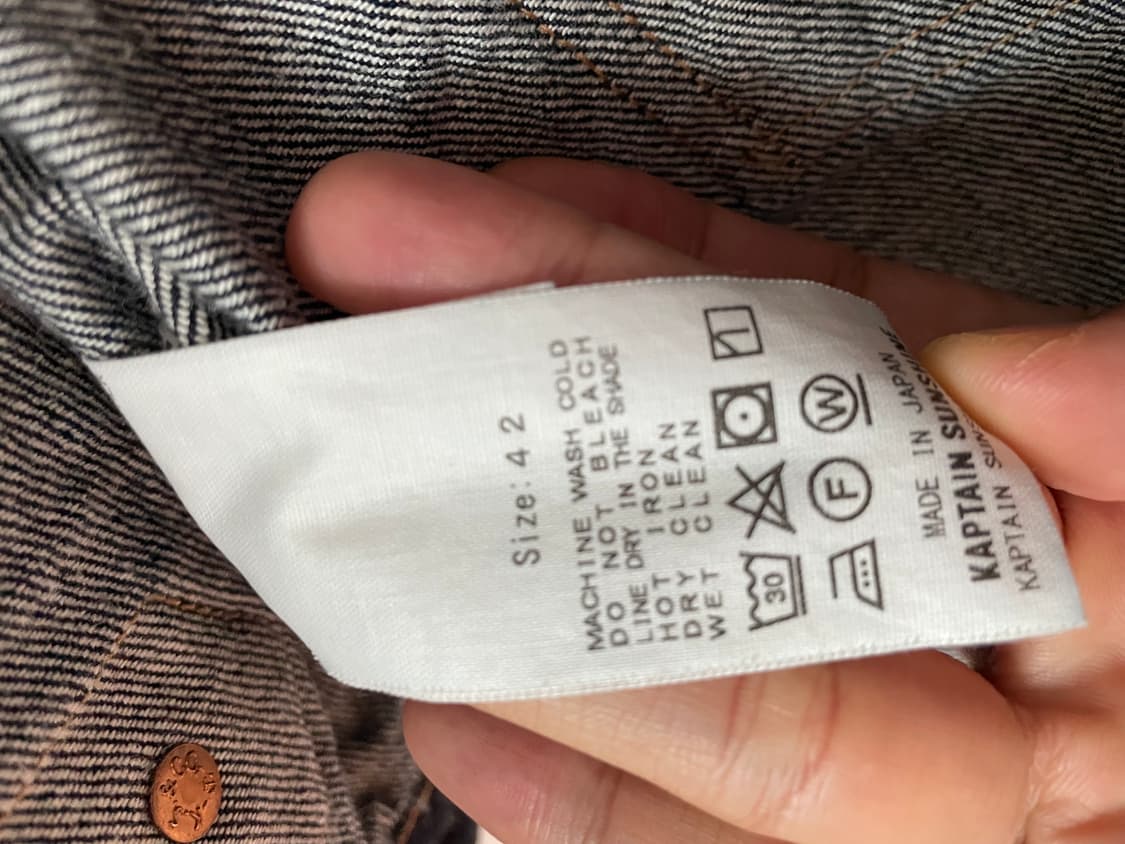 Size: 42
MACHINE WASH COLD
DO NOT BLEACH
LINE DRY IN THE SHADE
HOT IRON
DRY CLEAN
WET CLEAN
30
F W
MADE IN JAPAN
KAPTAIN SUNSHINE
KAPTAIN
& CO